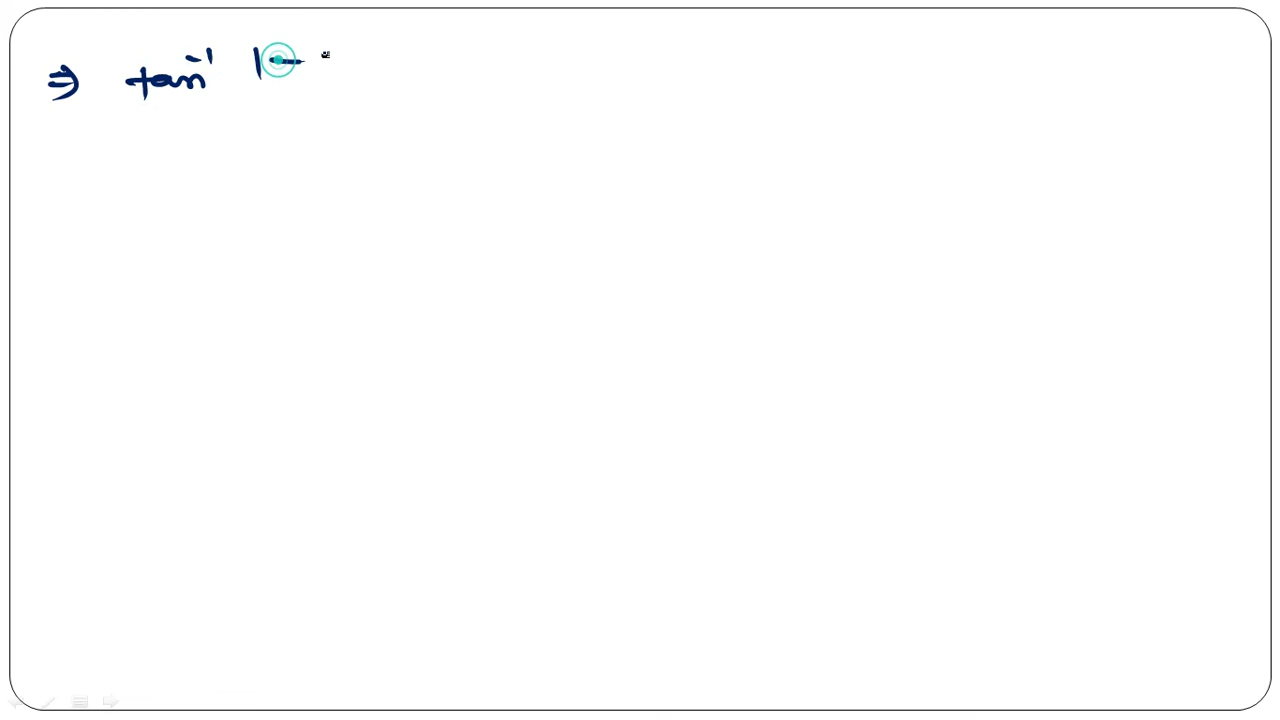 ⇒ tan⁻¹ 1-